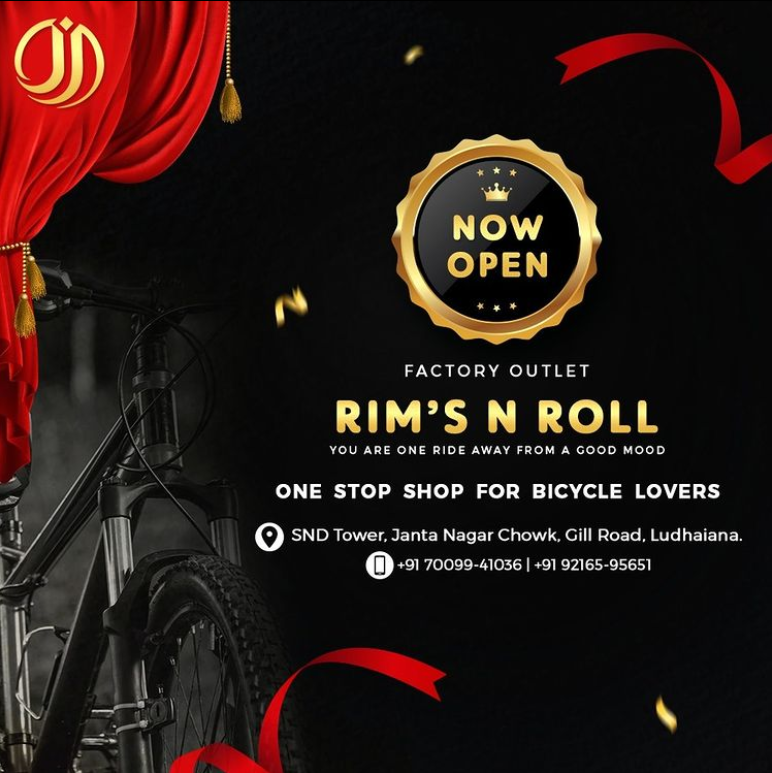 NOW
OPEN
FACTORY OUTLET
RIM'S N ROLL
YOU ARE ONE RIDE AWAY FROM A GOOD MOOD
ONE STOP SHOP FOR BICYCLE LOVERS
SND Tower, Janta Nagar Chowk, Gill Road, Ludhaiana.
+91 70099-41036 | +91 92165-95651